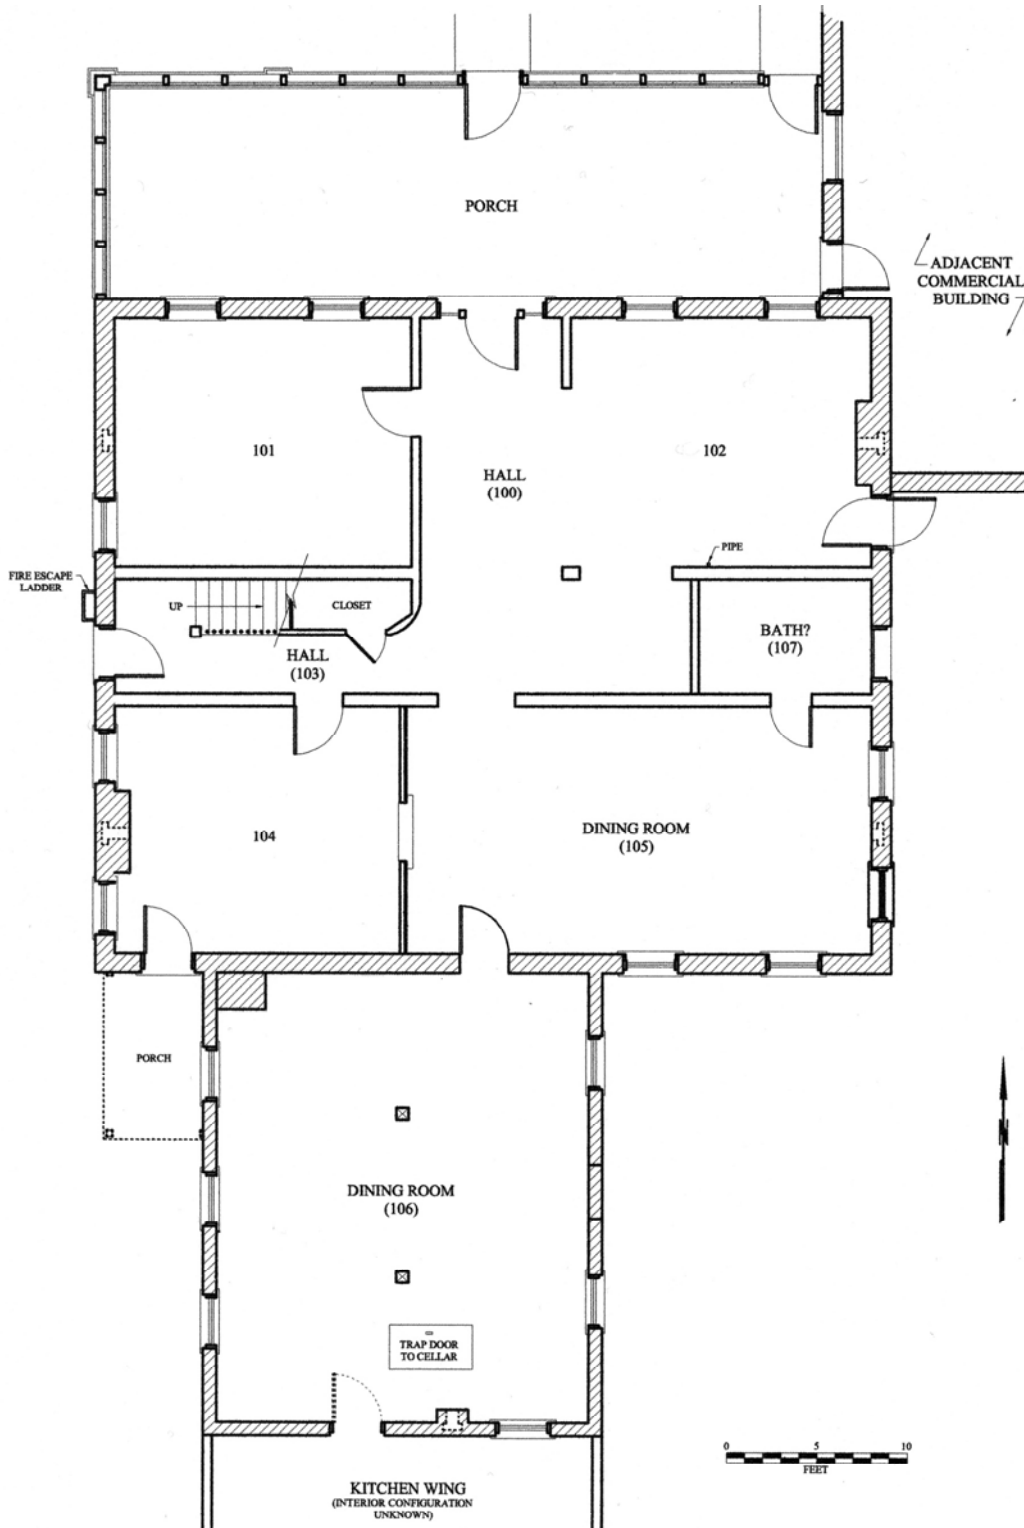 PORCH
ADJACENT
COMMERCIAL
BUILDING
101
HALL
(100)
102
PIPE
FIRE ESCAPE
LADDER
UP
CLOSET
HALL
(103)
BATH?
(107)
104
DINING ROOM
(105)
PORCH
N
DINING ROOM
(106)
TRAP DOOR
TO CELLAR
0 5 10
FEET
KITCHEN WING
(INTERIOR CONFIGURATION
UNKNOWN)